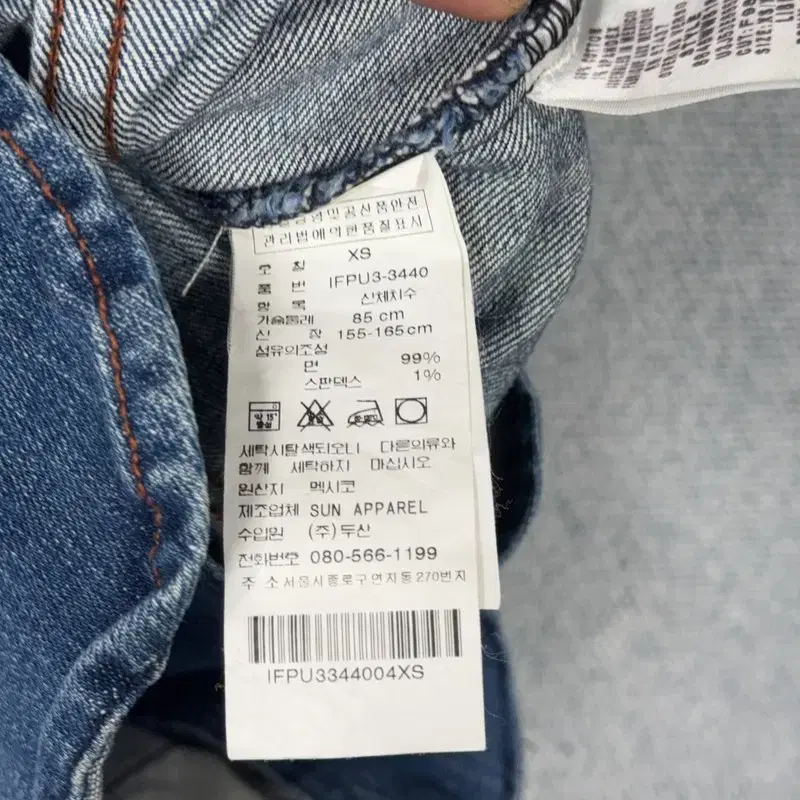 관리법에의한품질표시
호 칭 XS
품 번 IFPU3-3440
항 목 신체치수
가슴둘레 85 cm
신 장 155-165cm
섬유의조성
면 99%
스판덱스 1%
세탁시탈색되오니 다른의류와
함께 세탁하지 마십시오
원산지 멕시코
제조업체 SUN APPAREL
수입원 (주)두산
전화번호 080-566-1199
주 소 서울시종로구연지동270번지
IFPU3344004XS